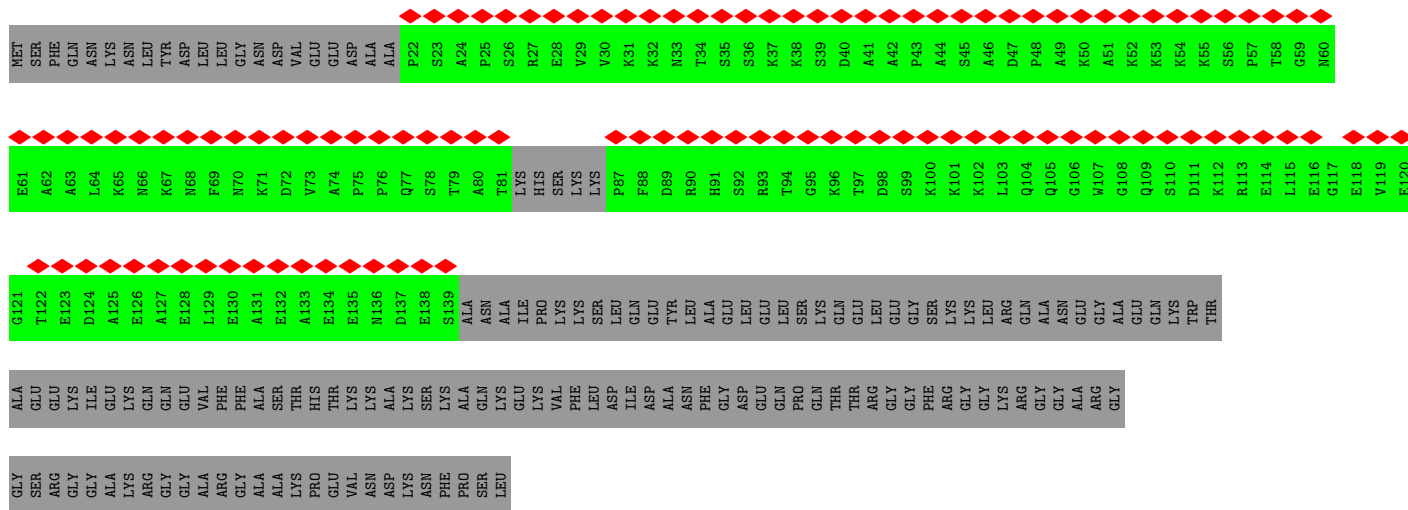 MET SER PHE GLN ASN LYS ASN LEU TYR ASP LEU LEU GLY ASN ASP VAL GLU GLU ASP ALA ALA P22 S23 A24 P25 S26 R27 E28 V29 V30 K31 K32 N33 T34 S35 S36 K37 K38 S39 D40 A41 A42 P43 A44 S45 A46 D47 P48 A49 K50 A51 K52 K53 K54 K55 S56 P57 T58 G59 N60
E61 A62 A63 L64 K65 N66 K67 N68 F69 N70 K71 D72 V73 A74 P75 P76 Q77 S78 T79 A80 T81 LYS HIS SER LYS LYS P87 F88 D89 R90 H91 S92 R93 T94 G95 K96 T97 D98 S99 K100 K101 K102 L103 Q104 Q105 G106 W107 G108 Q109 S110 D111 K112 R113 E114 L115 E116 G117 E118 V119 E120
G121 T122 E123 D124 A125 E126 A127 E128 L129 E130 A131 E132 A133 E134 E135 N136 D137 E138 S139 ALA ASN ALA ILE PRO LYS LYS SER LEU GLN GLU TYR LEU ALA GLU LEU GLU LEU SER LYS GLN GLU LEU GLU GLY SER LYS LYS LEU ARG GLN ALA ASN GLU GLY ALA GLU GLN LYS TRP THR
ALA GLU GLU LYS ILE GLU LYS GLN GLN GLU VAL PHE PHE ALA SER THR HIS THR LYS LYS ALA LYS SER LYS ALA GLN LYS GLU LYS VAL PHE LEU ASP ILE ASP ALA ASN PHE GLY ASP GLU GLN PRO GLN THR THR ARG GLY GLY PHE ARG GLY GLY LYS ARG GLY GLY ALA ARG GLY
GLY SER ARG GLY GLY ALA LYS ARG GLY GLY ALA ARG GLY ALA ALA LYS PRO GLU VAL ASN ASP LYS ASN PHE PRO SER LEU